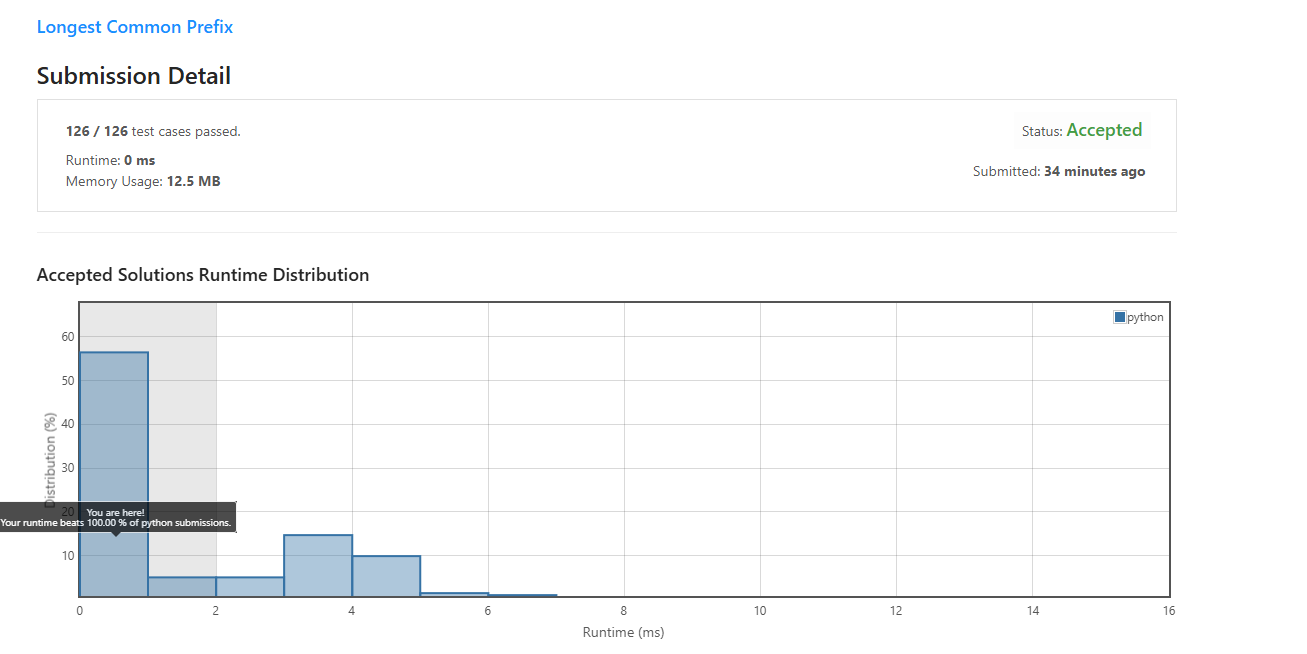 Longest Common Prefix
Submission Detail
126 / 126 test cases passed.
Status: Accepted
Runtime: 0 ms
Memory Usage: 12.5 MB
Submitted: 34 minutes ago
Accepted Solutions Runtime Distribution
python
60
50
40
30
20
10
Distribution (%)
You are here!
Your runtime beats 100.00 % of python submissions.
0 2 4 6 8 10 12 14 16
Runtime (ms)